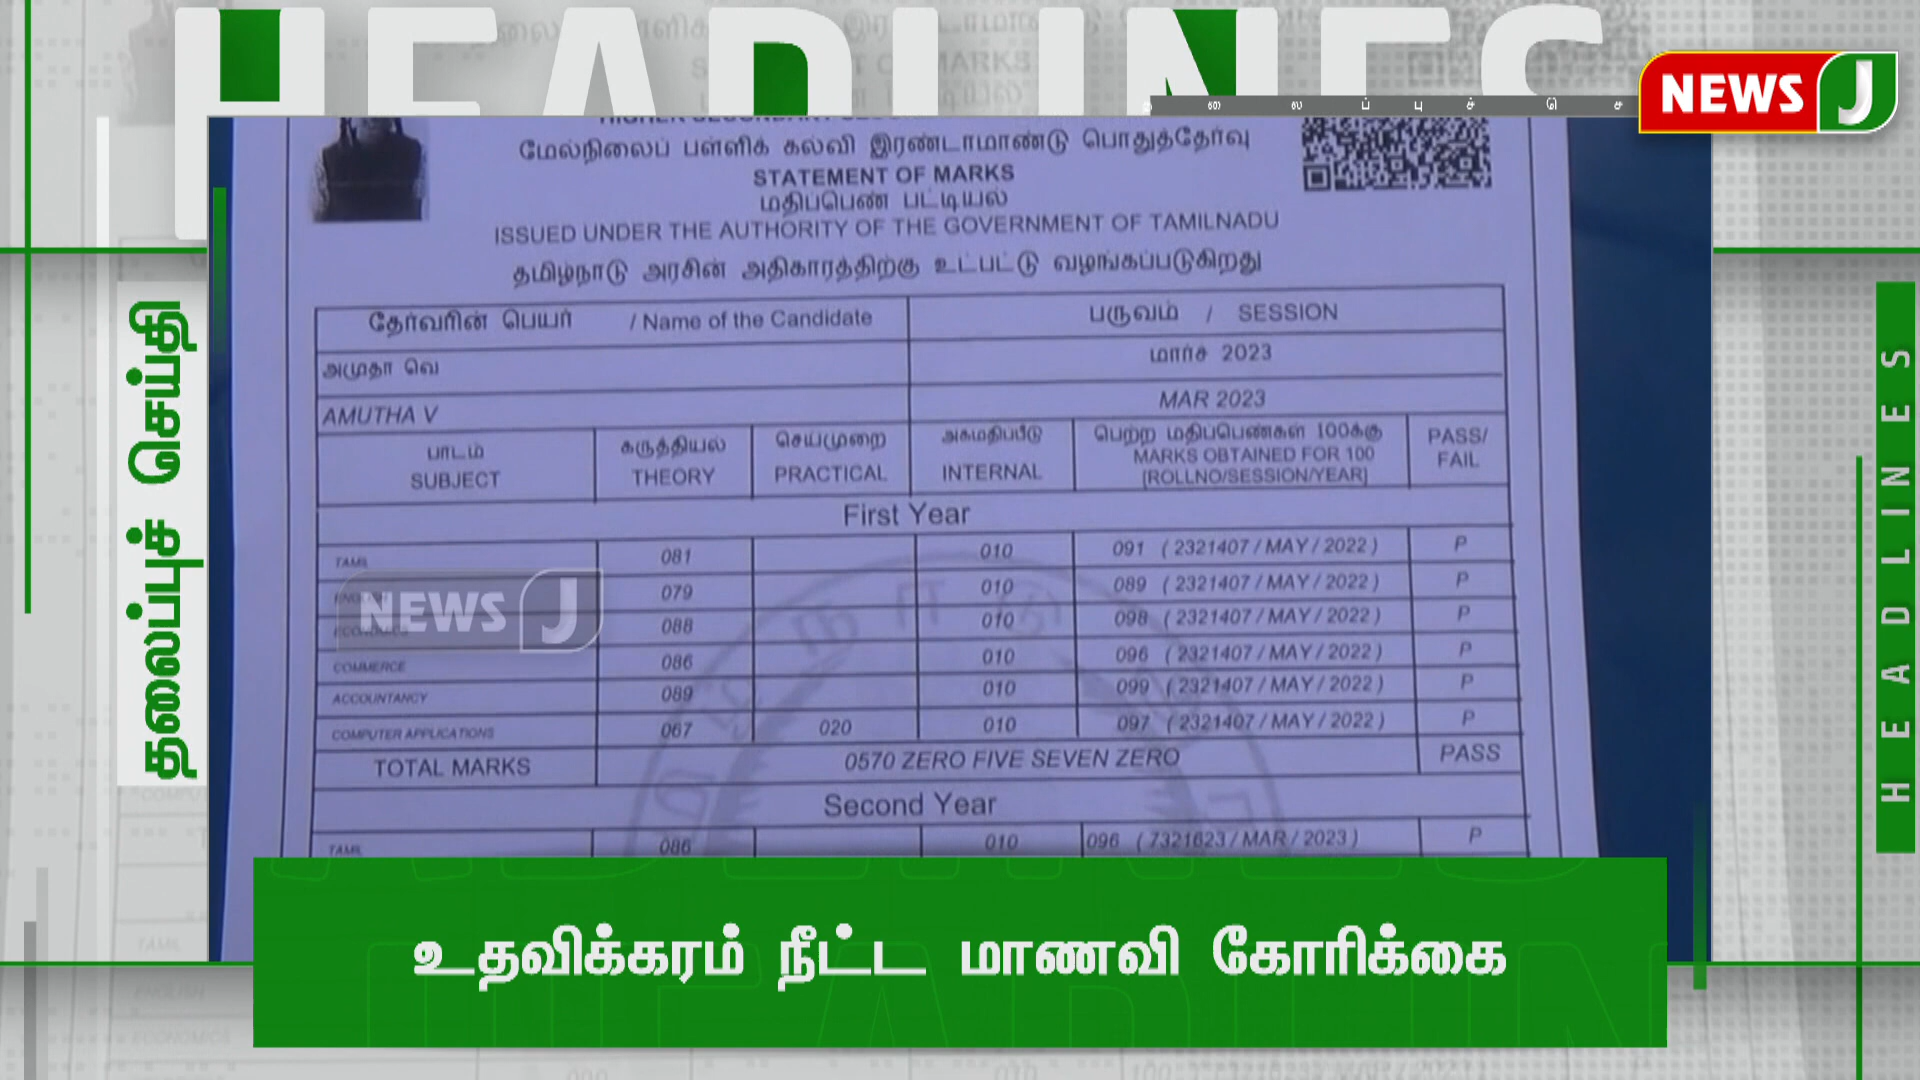 HEADLINES
NEWS J
மேல்நிலைப் பள்ளிக் கல்வி இரண்டாமாண்டு பொதுத்தேர்வு
STATEMENT OF MARKS
மதிப்பெண் பட்டியல்
ISSUED UNDER THE AUTHORITY OF THE GOVERNMENT OF TAMILNADU
தமிழ்நாடு அரசின் அதிகாரத்திற்கு உட்பட்டு வழங்கப்படுகிறது
தேர்வரின் பெயர் / Name of the Candidate பருவம் / SESSION
அமுதா வெ மார்ச் 2023
AMUTHA V MAR 2023
பாடம் கருத்தியல் செய்முறை அகமதிப்பீடு பெற்ற மதிப்பெண்கள் 100க்கு PASS/
SUBJECT THEORY PRACTICAL INTERNAL MARKS OBTAINED FOR 100 FAIL
[ROLLNO/SESSION/YEAR]
First Year
TAMIL 081 010 091 ( 2321407 / MAY / 2022 ) P
ENGLISH 079 010 089 ( 2321407 / MAY / 2022 ) P
ECONOMICS 088 010 098 ( 2321407 / MAY / 2022 ) P
COMMERCE 086 010 096 ( 2321407 / MAY / 2022 ) P
ACCOUNTANCY 089 010 099 ( 2321407 / MAY / 2022 ) P
COMPUTER APPLICATIONS 067 020 010 097 ( 2321407 / MAY / 2022 ) P
TOTAL MARKS 0570 ZERO FIVE SEVEN ZERO PASS
Second Year
TAMIL 086 010 096 ( 7321623 / MAR / 2023 ) P
NEWS J
தலைப்புச் செய்தி
HEADLINES
உதவிக்கரம் நீட்ட மாணவி கோரிக்கை